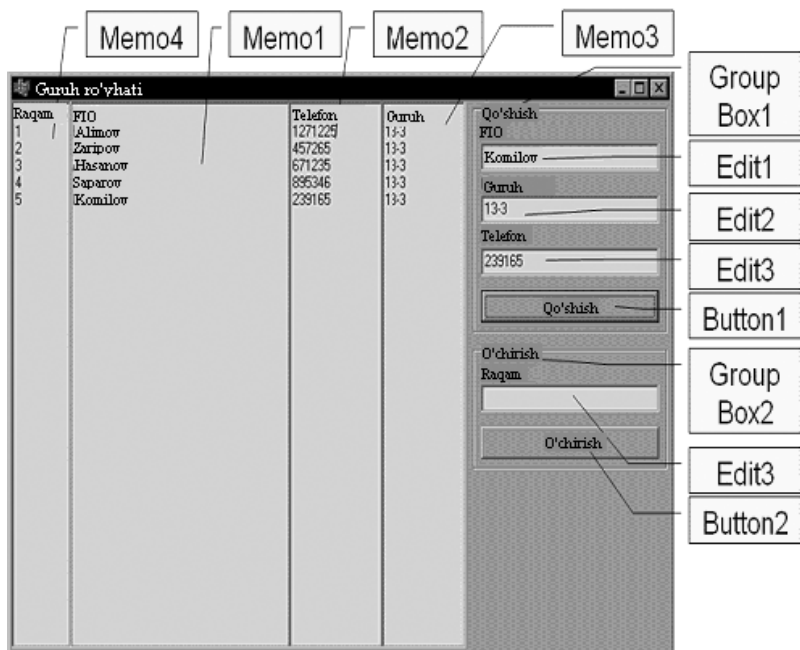 Memo4 Memo1 Memo2 Memo3
Guruh ro'yhati
Raqam FIO Telefon Guruh
1 Alimov 1271225 13-3
2 Zaripov 457265 13-3
3 Hasanov 671235 13-3
4 Saparov 895346 13-3
5 Komilov 239165 13-3
Qo'shish
FIO
Komilov
Guruh
13-3
Telefon
239165
Qo'shish
O'chirish
Raqam
O'chirish
Group
Box1
Edit1
Edit2
Edit3
Button1
Group
Box2
Edit3
Button2